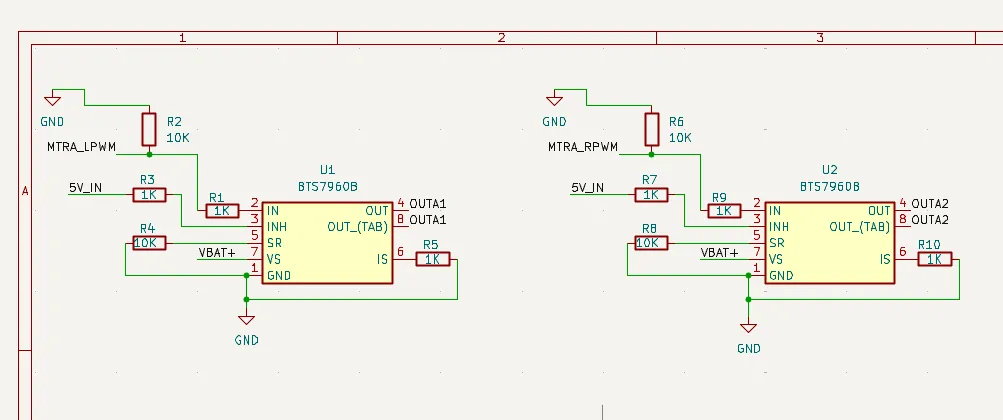 1 2 3
A
GND
R2
10K
MTRA_LPWM
5V_IN
R3
1K
R1
1K
R4
10K
VBAT+
U1
BTS7960B
2 IN
3 INH
5 SR
7 VS
1 GND
OUT 4 OUTA1
OUT_(TAB) 8 OUTA1
IS 6
R5
1K
GND
GND
R6
10K
MTRA_RPWM
5V_IN
R7
1K
R9
1K
R8
10K
VBAT+
U2
BTS7960B
2 IN
3 INH
5 SR
7 VS
1 GND
OUT 4 OUTA2
OUT_(TAB) 8 OUTA2
IS 6
R10
1K
GND